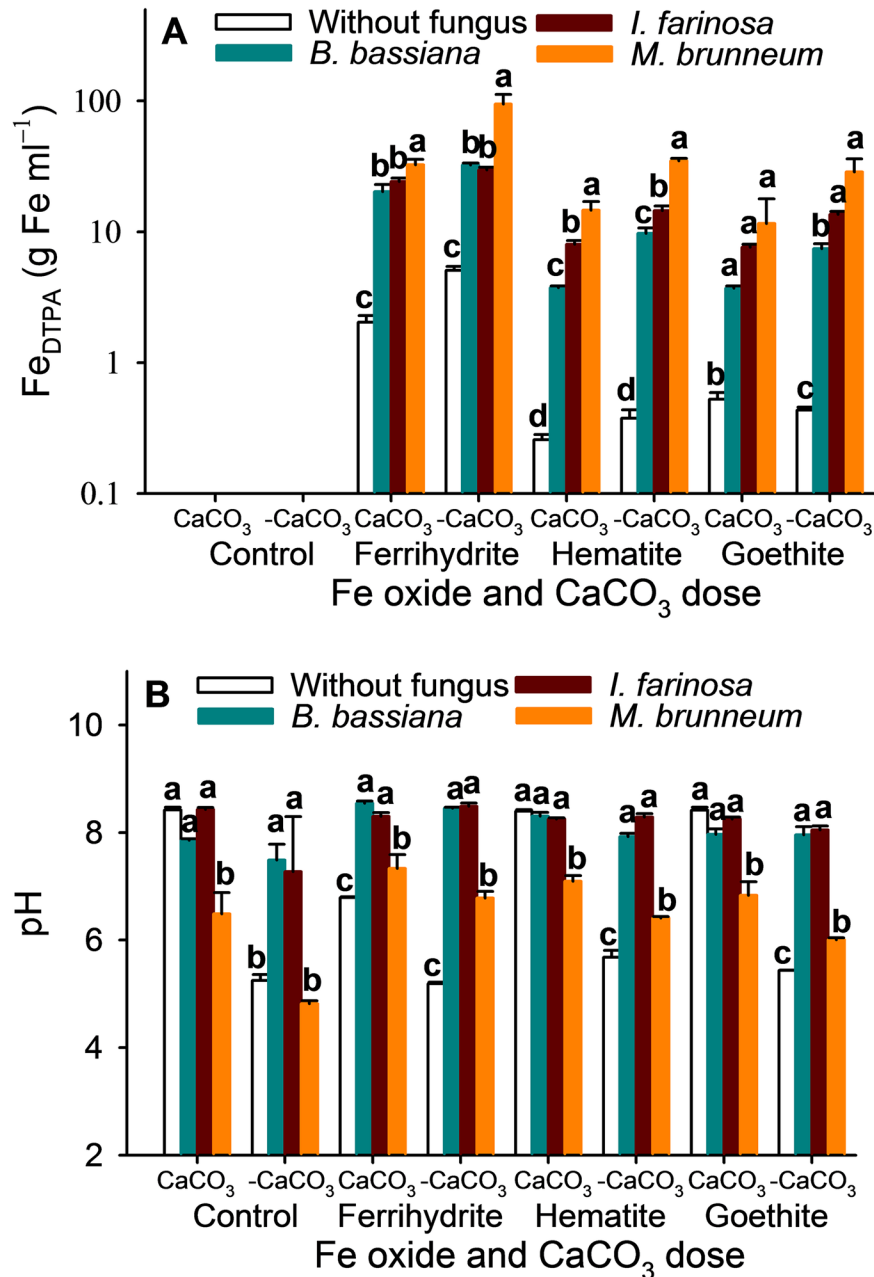 A
Without fungus
I. farinosa
B. bassiana
M. brunneum
Fe_DTPA (g Fe ml⁻¹)
100
10
1
0.1
c b b a c b b a d c b a d c b a b a a a c b a a
CaCO₃ -CaCO₃ CaCO₃ -CaCO₃ CaCO₃ -CaCO₃ CaCO₃ -CaCO₃
Control Ferrihydrite Hematite Goethite
Fe oxide and CaCO₃ dose
B
Without fungus
I. farinosa
B. bassiana
M. brunneum
pH
10
8
6
4
2
a a a b b a a b c a a b c a a b a a a b c a a b a a a b c a a b
CaCO₃ -CaCO₃ CaCO₃ -CaCO₃ CaCO₃ -CaCO₃ CaCO₃ -CaCO₃
Control Ferrihydrite Hematite Goethite
Fe oxide and CaCO₃ dose